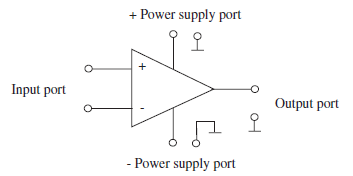 + Power supply port
+
Input port
-
Output port
- Power supply port